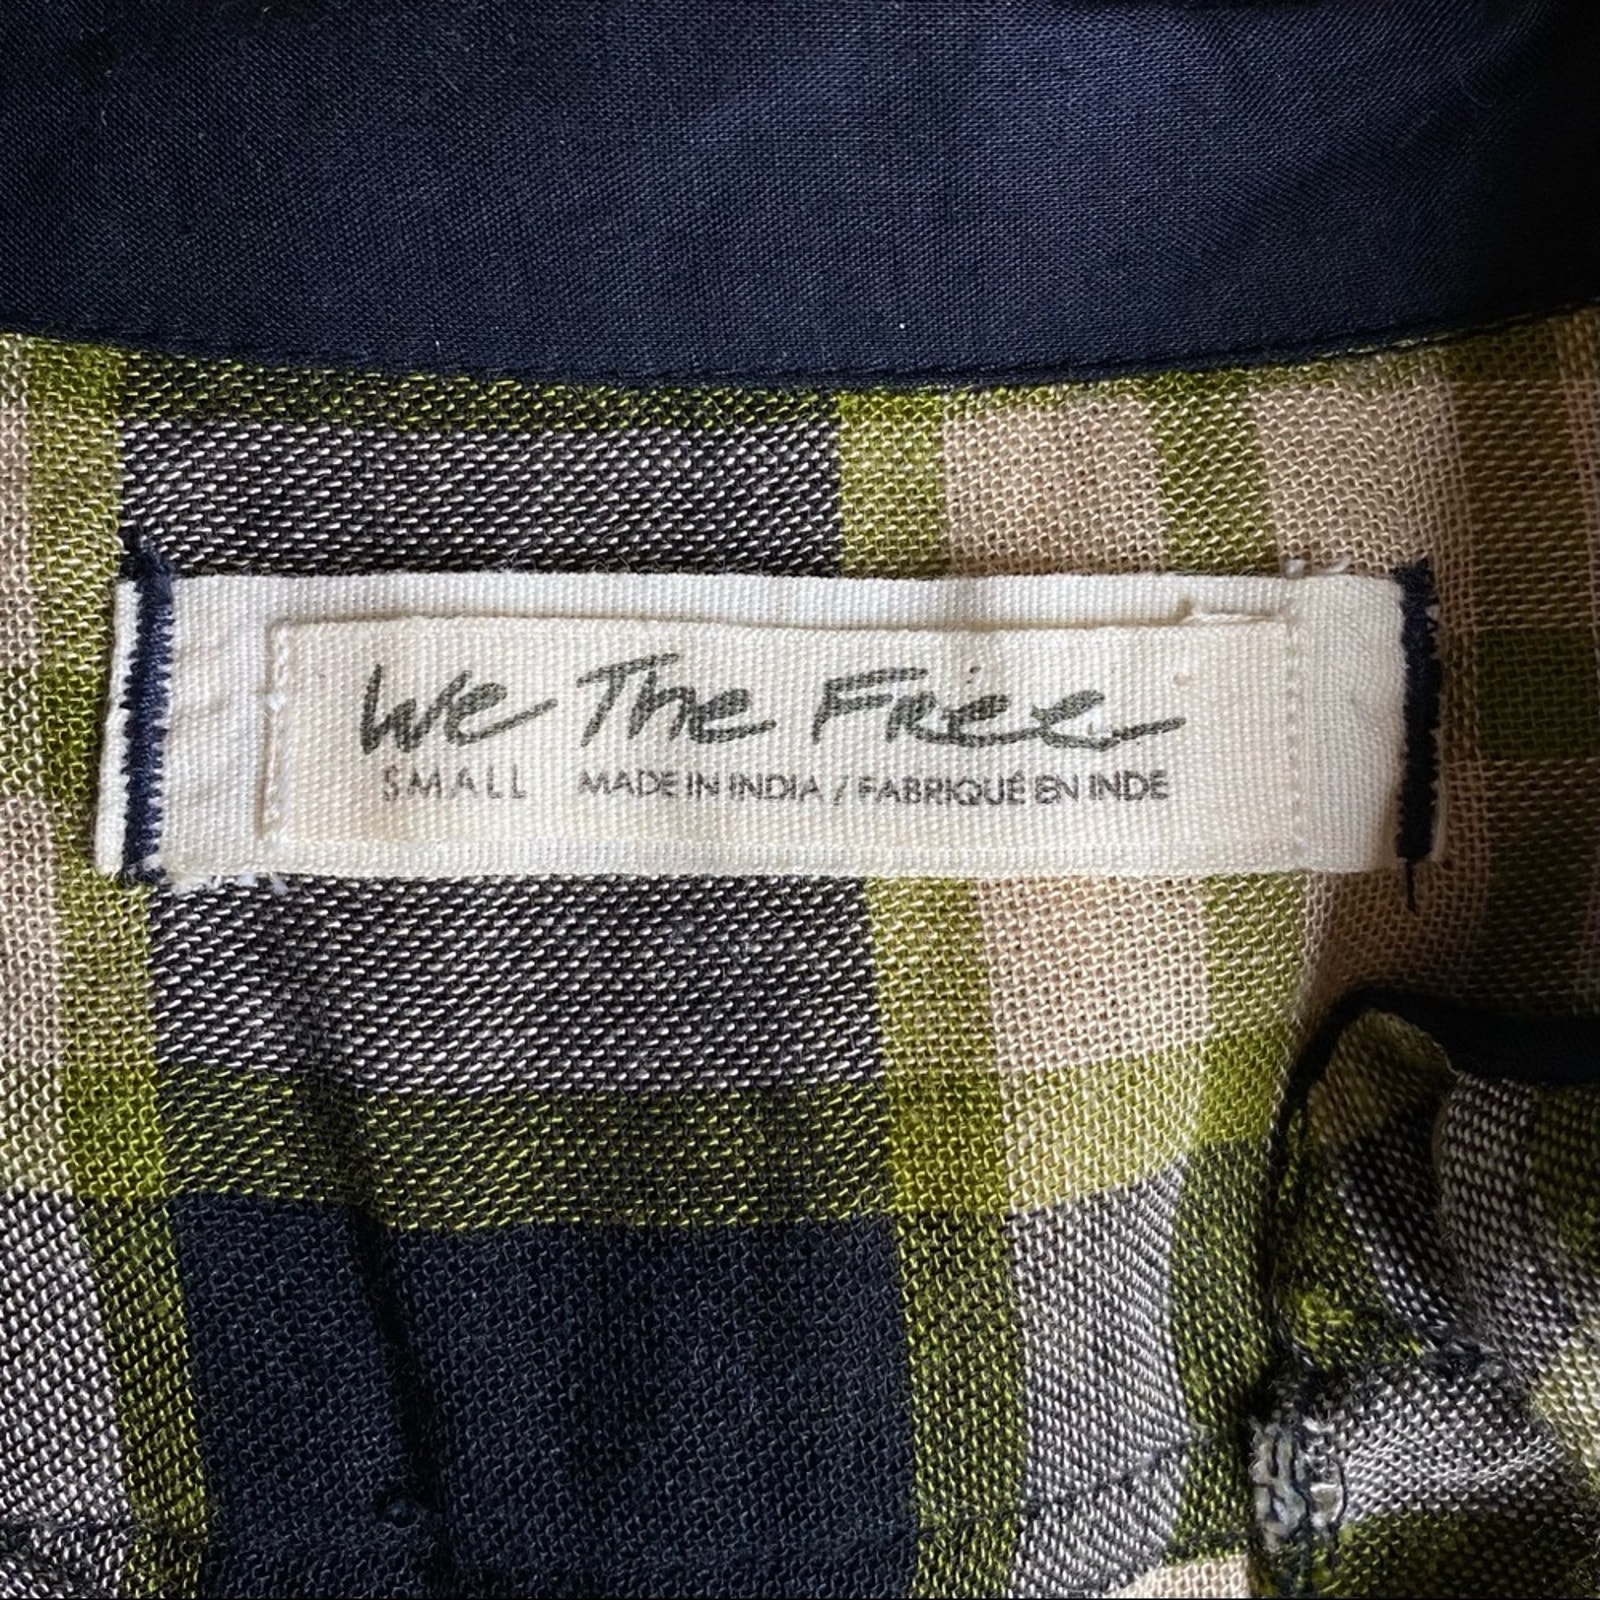 We The Free
SMALL MADE IN INDIA / FABRIQUÉ EN INDE